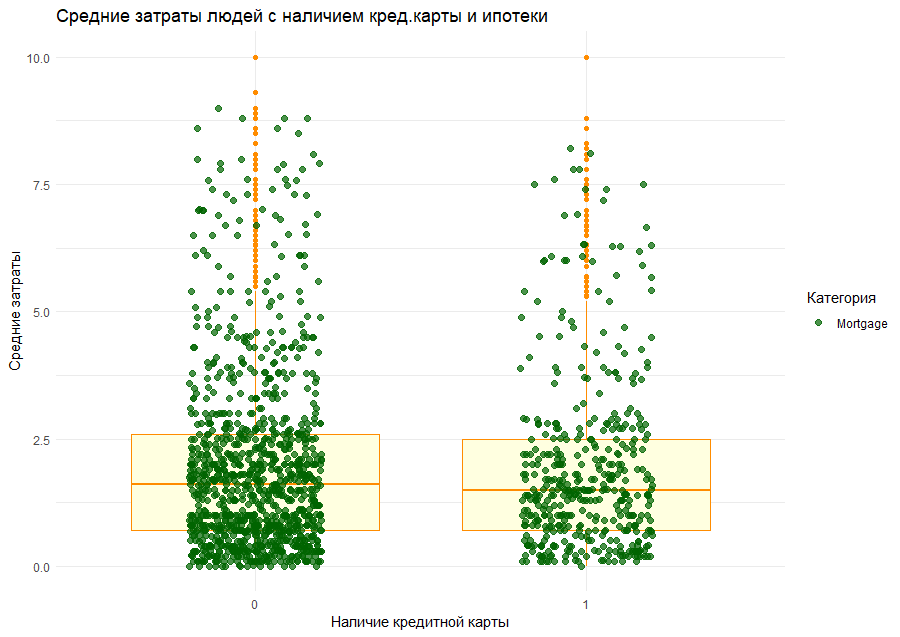 Средние затраты людей с наличием кред.карты и ипотеки
10.0
7.5
5.0
2.5
0.0
Средние затраты
0
1
Наличие кредитной карты
Категория
Mortgage